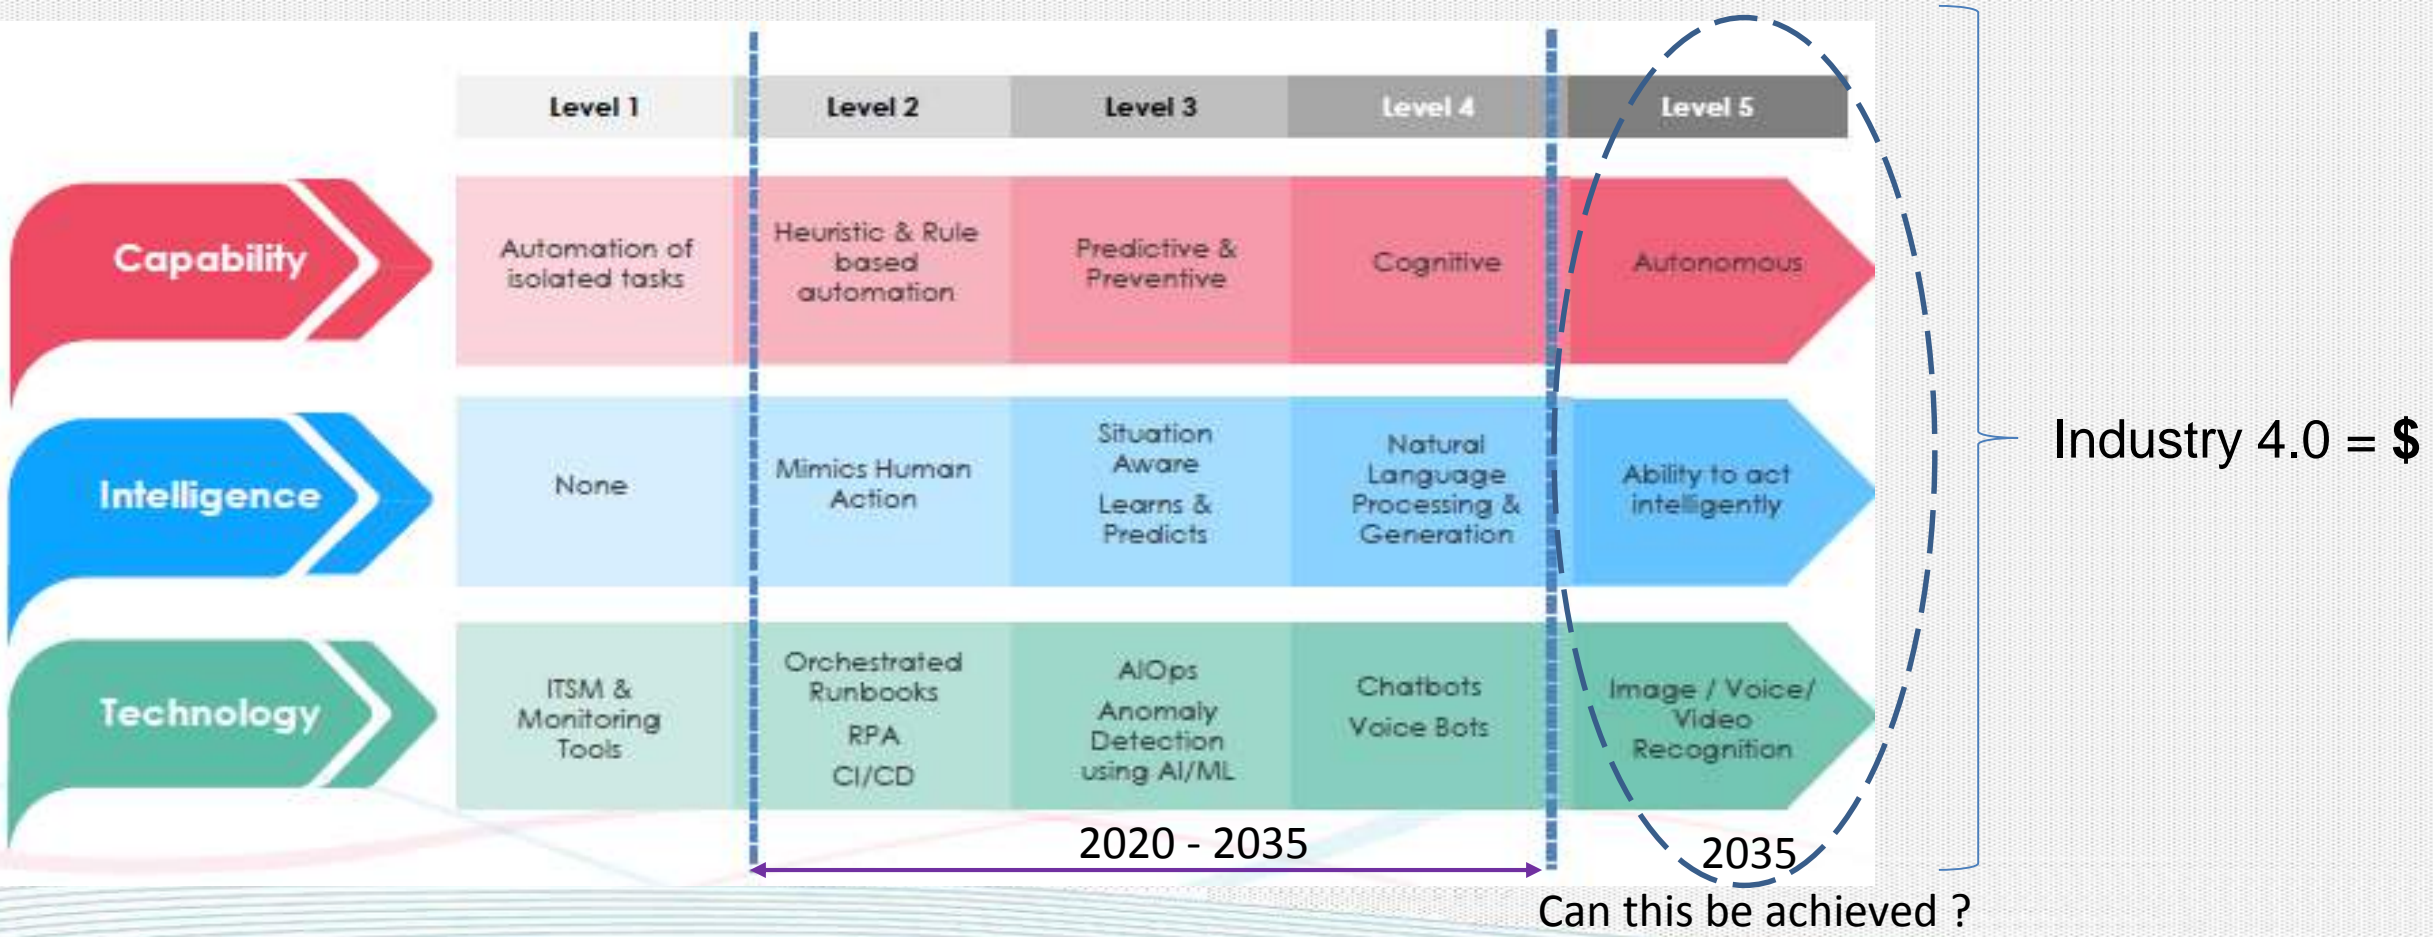 Level 1
Level 2
Level 3
Level 4
Level 5
Capability
Automation of
isolated tasks
Heuristic & Rule
based
automation
Predictive &
Preventive
Cognitive
Autonomous
Intelligence
None
Mimics Human
Action
Situation
Aware
Learns &
Predicts
Natural
Language
Processing &
Generation
Ability to act
intelligently
Industry 4.0 = $
Technology
ITSM &
Monitoring
Tools
Orchestrated
Runbooks
RPA
CI/CD
AIOps
Anomaly
Detection
using AI/ML
Chatbots
Voice Bots
Image / Voice/
Video
Recognition
2020 - 2035
2035
Can this be achieved ?